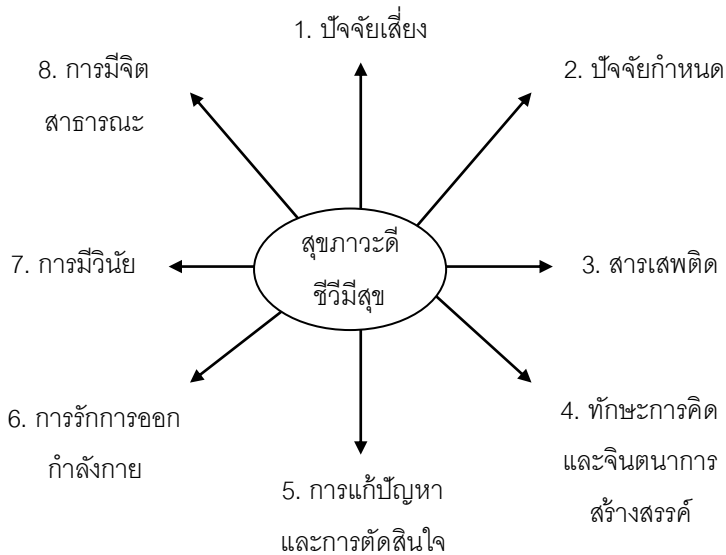 1. ปัจจัยเสี่ยง
2. ปัจจัยกำหนด
3. สารเสพติด
4. ทักษะการคิด
และจินตนาการ
สร้างสรรค์
5. การแก้ปัญหา
และการตัดสินใจ
6. การรักการออก
กำลังกาย
7. การมีวินัย
8. การมีจิต
สาธารณะ
สุขภาวะดี
ชีวีมีสุข